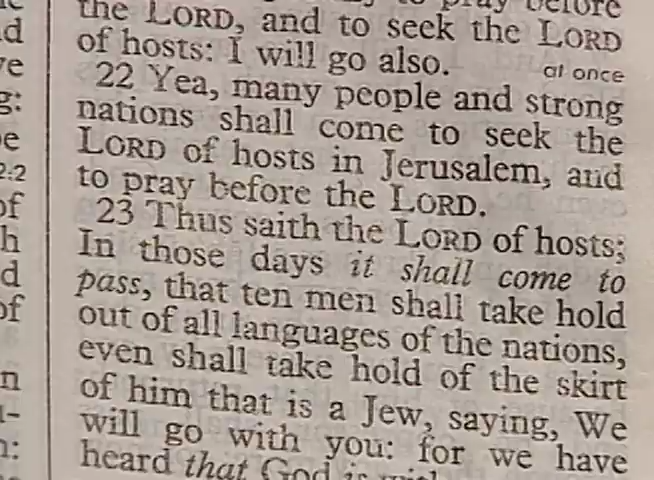 to pray before
the LORD, and to seek the LORD
of hosts: I will go also.
at once
22 Yea, many people and strong
nations shall come to seek the
LORD of hosts in Jerusalem, and
to pray before the LORD.
23 Thus saith the LORD of hosts;
In those days it shall come to
pass, that ten men shall take hold
out of all languages of the nations,
even shall take hold of the skirt
of him that is a Jew, saying, We
will go with you: for we have
heard that God is